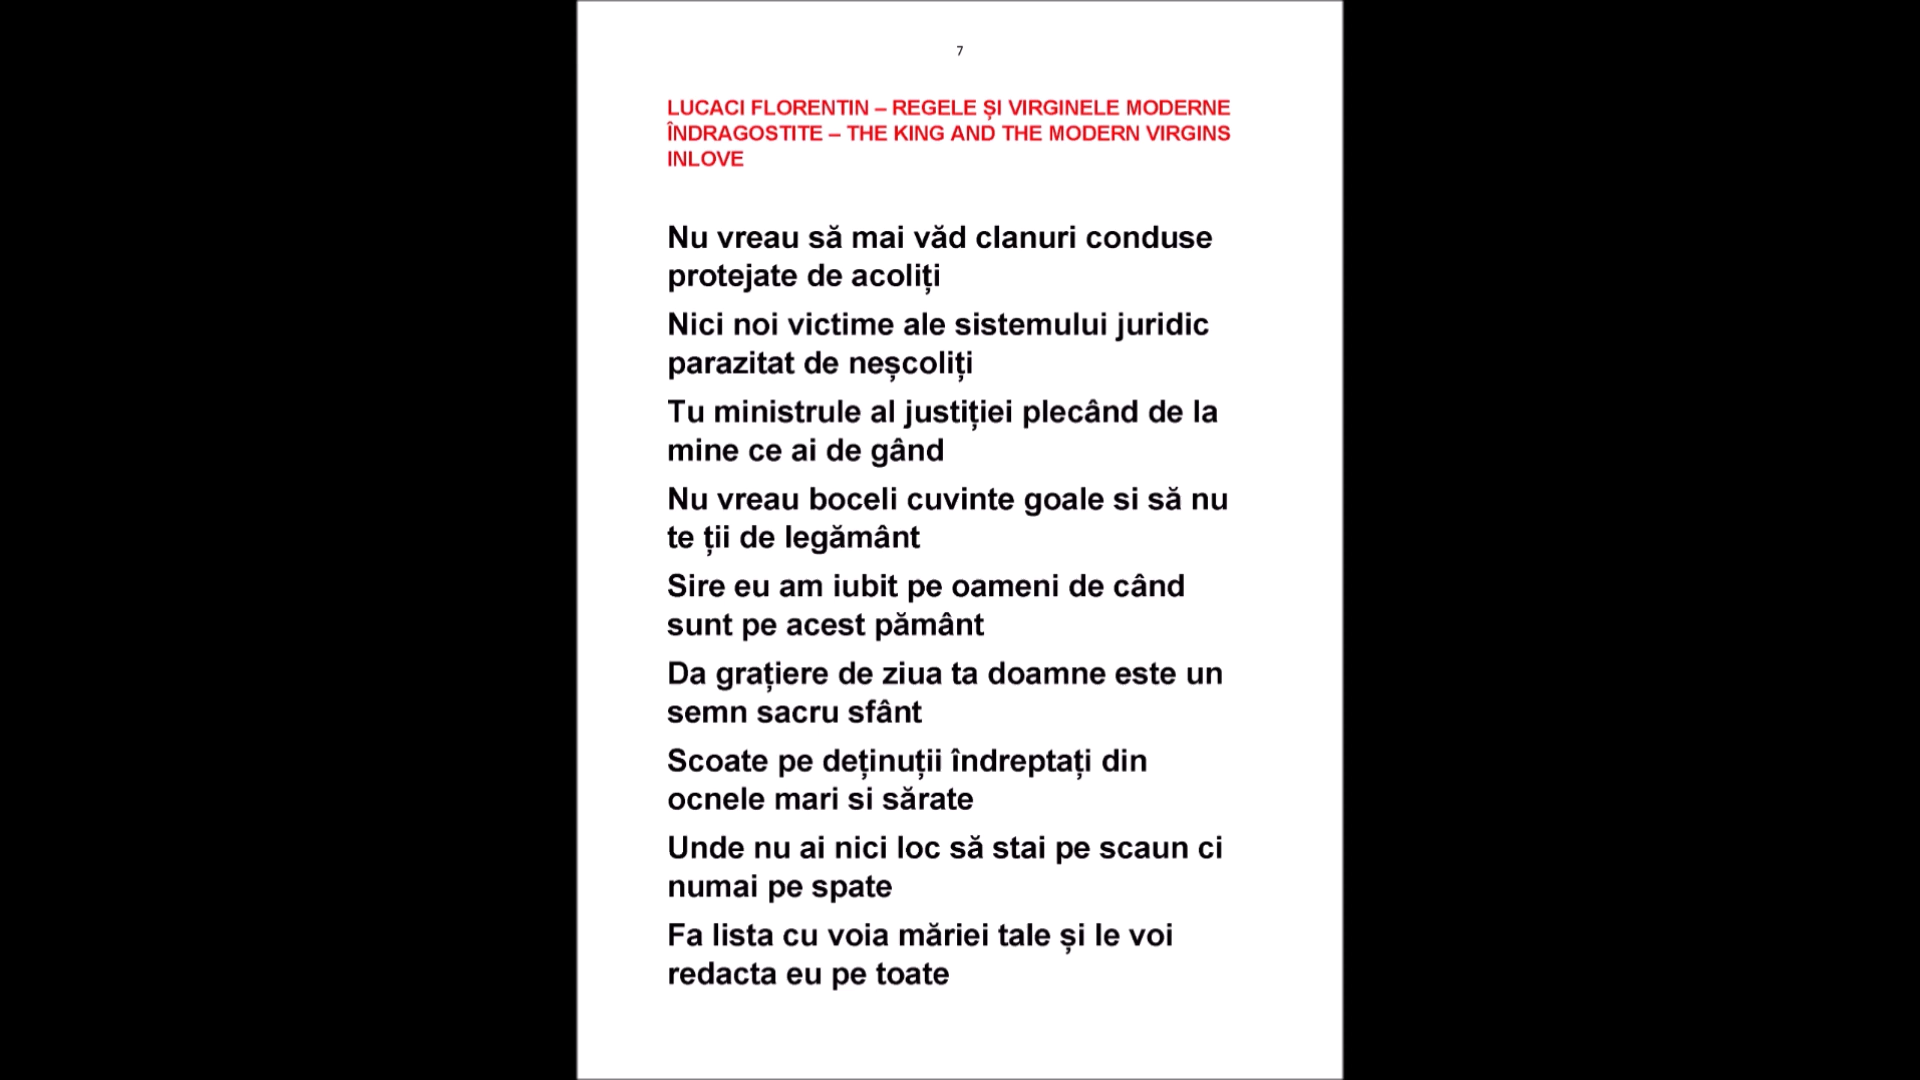 7
LUCACI FLORENTIN – REGELE ȘI VIRGINELE MODERNE
ÎNDRAGOSTITE – THE KING AND THE MODERN VIRGINS
INLOVE
Nu vreau să mai văd clanuri conduse
protejate de acoliți
Nici noi victime ale sistemului juridic
parazitat de neșcoliți
Tu ministrule al justiției plecând de la
mine ce ai de gând
Nu vreau boceli cuvinte goale si să nu
te ții de legământ
Sire eu am iubit pe oameni de când
sunt pe acest pământ
Da grațiere de ziua ta doamne este un
semn sacru sfânt
Scoate pe deținuții îndreptați din
ocnele mari si sărate
Unde nu ai nici loc să stai pe scaun ci
numai pe spate
Fa lista cu voia măriei tale și le voi
redacta eu pe toate